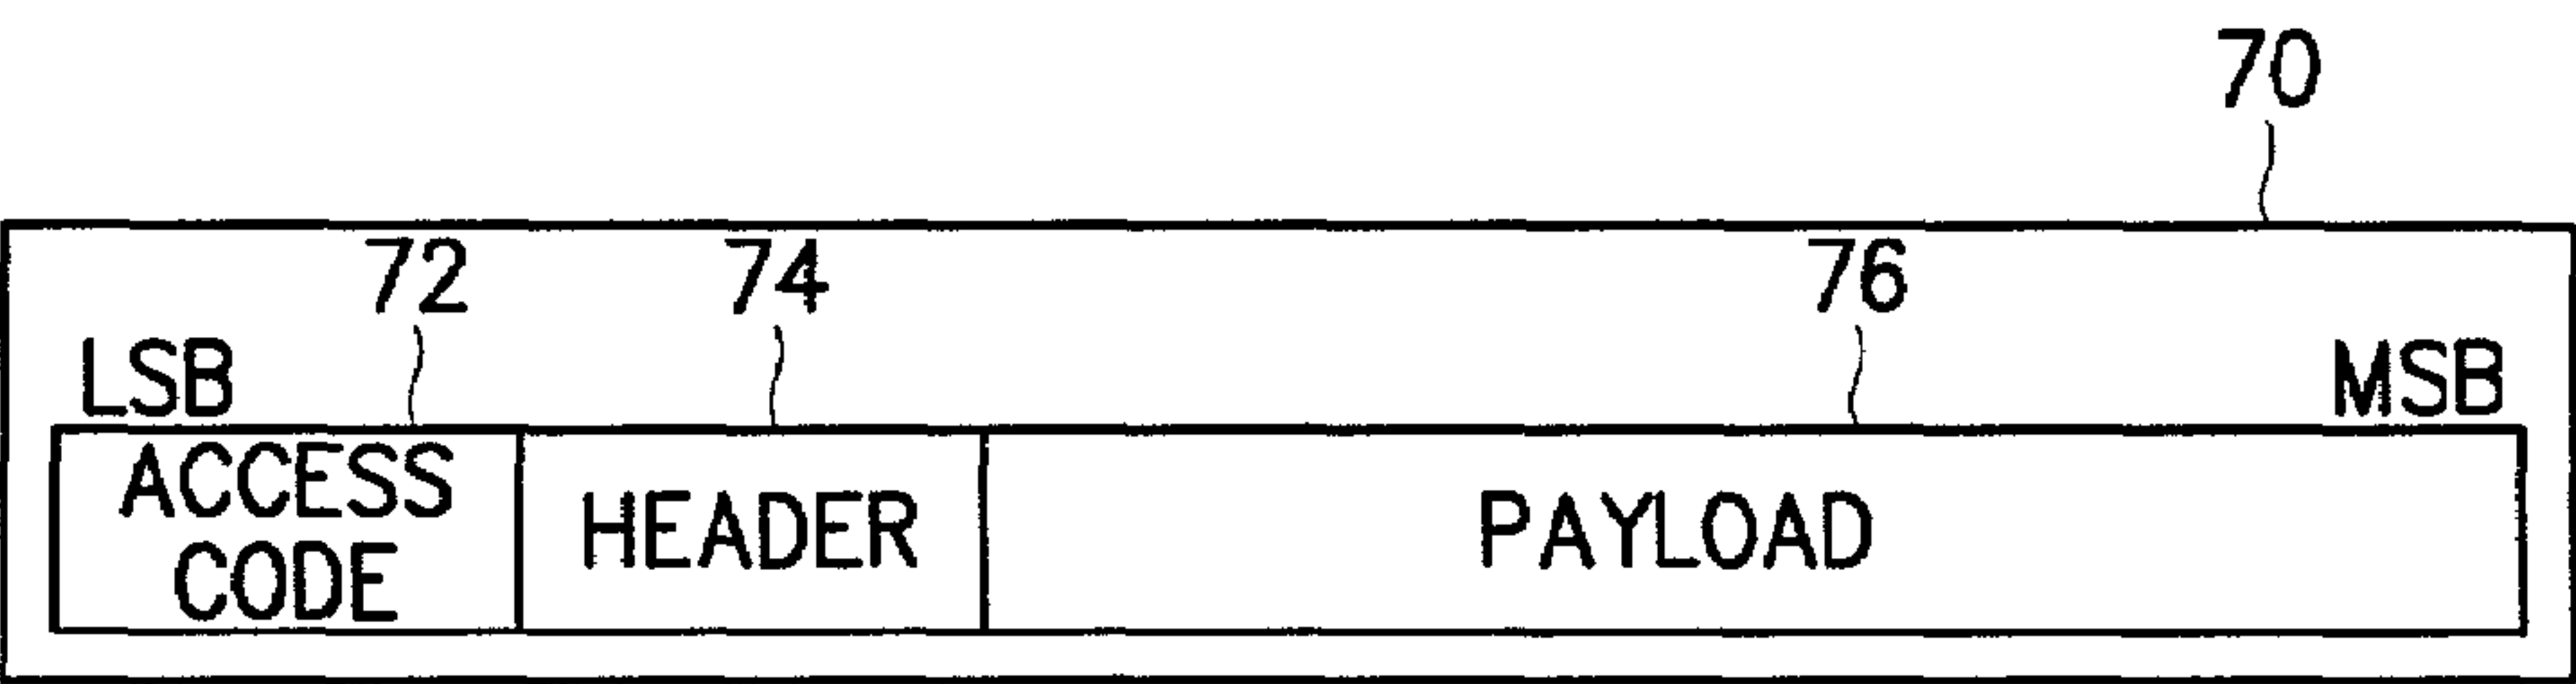 70
72 74 76
LSB MSB
ACCESS
CODE
HEADER
PAYLOAD